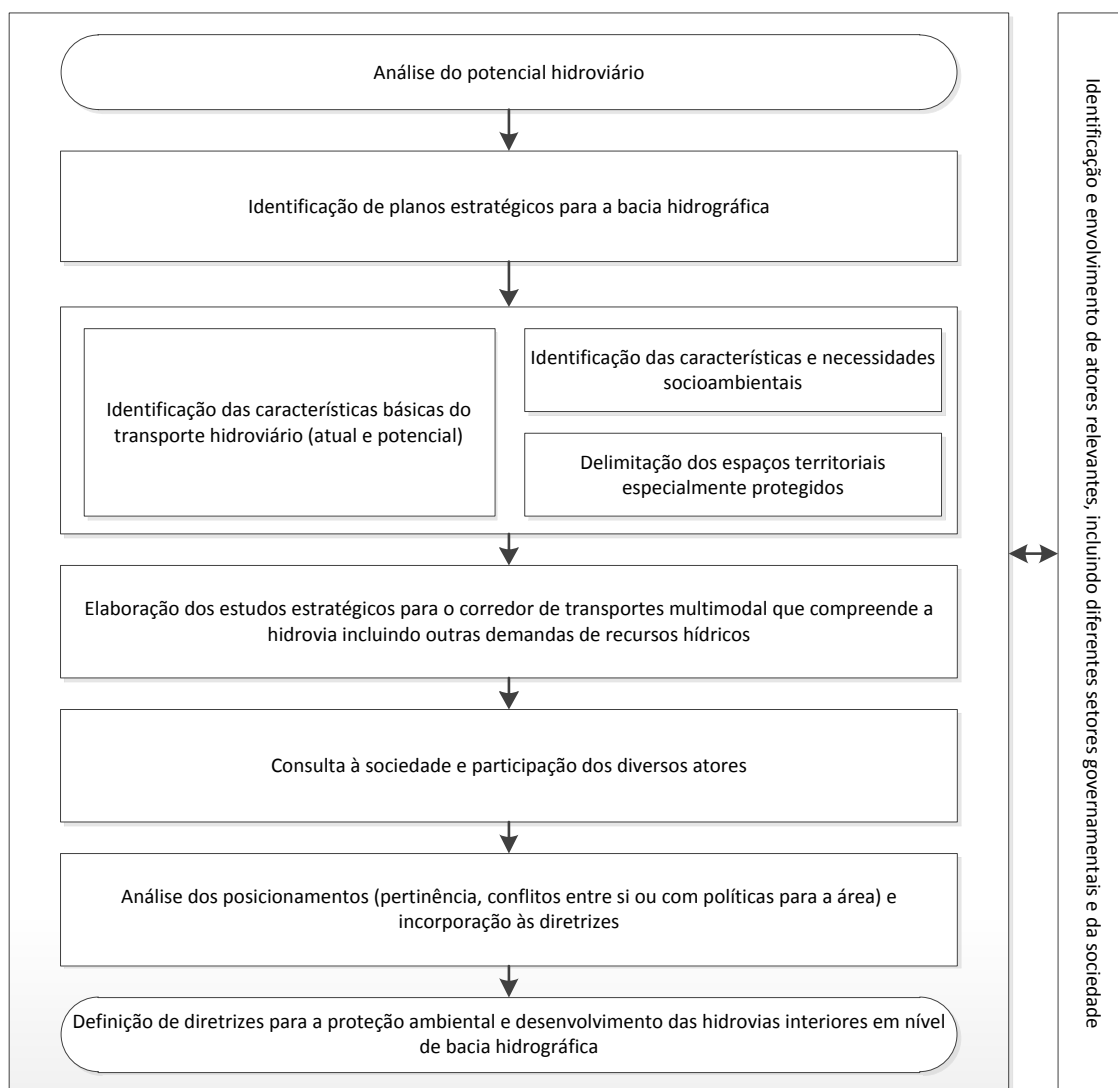 Análise do potencial hidroviário
Identificação de planos estratégicos para a bacia hidrográfica
Identificação das características básicas do
transporte hidroviário (atual e potencial)
Identificação das características e necessidades
socioambientais
Delimitação dos espaços territoriais
especialmente protegidos
Elaboração dos estudos estratégicos para o corredor de transportes multimodal que compreende a
hidrovia incluindo outras demandas de recursos hídricos
Consulta à sociedade e participação dos diversos atores
Análise dos posicionamentos (pertinência, conflitos entre si ou com políticas para a área) e
incorporação às diretrizes
Definição de diretrizes para a proteção ambiental e desenvolvimento das hidrovias interiores em nível
de bacia hidrográfica
Identificação e envolvimento de atores relevantes, incluindo diferentes setores governamentais e da sociedade